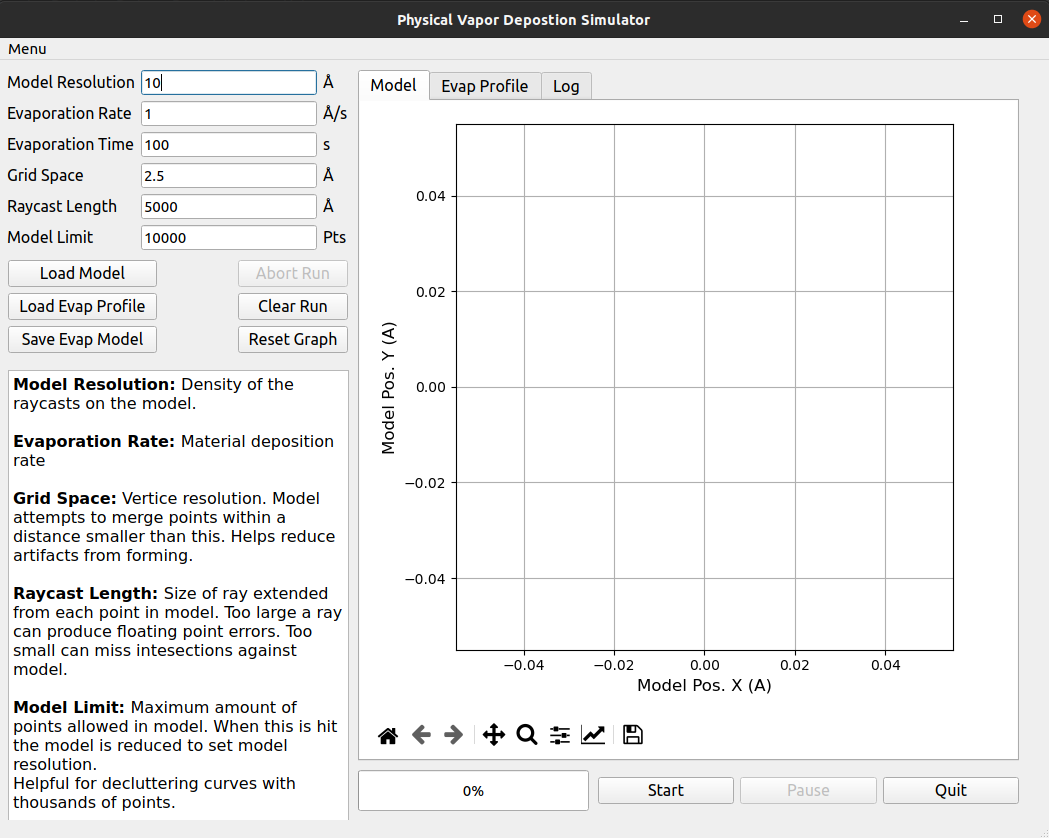 Physical Vapor Depostion Simulator
Menu
Model Resolution 10 Å
Evaporation Rate 1 Å/s
Evaporation Time 100 s
Grid Space 2.5 Å
Raycast Length 5000 Å
Model Limit 10000 Pts
Load Model Abort Run
Load Evap Profile Clear Run
Save Evap Model Reset Graph
Model Resolution: Density of the
raycasts on the model.
Evaporation Rate: Material deposition
rate
Grid Space: Vertice resolution. Model
attempts to merge points within a
distance smaller than this. Helps reduce
artifacts from forming.
Raycast Length: Size of ray extended
from each point in model. Too large a ray
can produce floating point errors. Too
small can miss intesections against
model.
Model Limit: Maximum amount of
points allowed in model. When this is hit
the model is reduced to set model
resolution.
Helpful for decluttering curves with
thousands of points.
Model Evap Profile Log
Model Pos. Y (A)
0.04
0.02
0.00
−0.02
−0.04
−0.04 −0.02 0.00 0.02 0.04
Model Pos. X (A)
0% Start Pause Quit